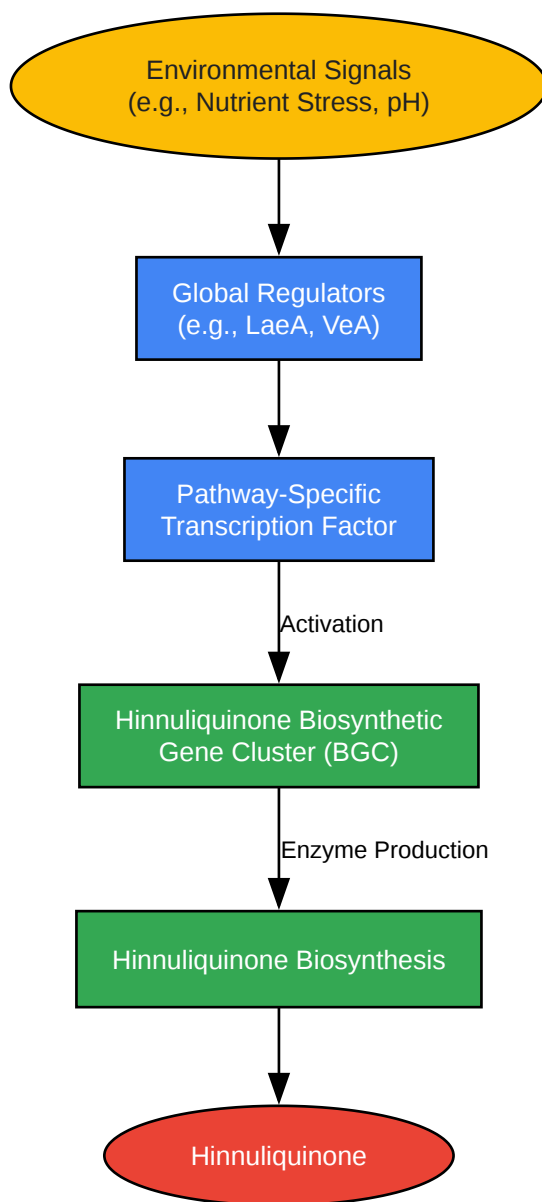 Environmental Signals
(e.g., Nutrient Stress, pH)
Global Regulators
(e.g., LaeA, VeA)
Pathway-Specific
Transcription Factor
Activation
Hinnuliquinone Biosynthetic
Gene Cluster (BGC)
Enzyme Production
Hinnuliquinone Biosynthesis
Hinnuliquinone